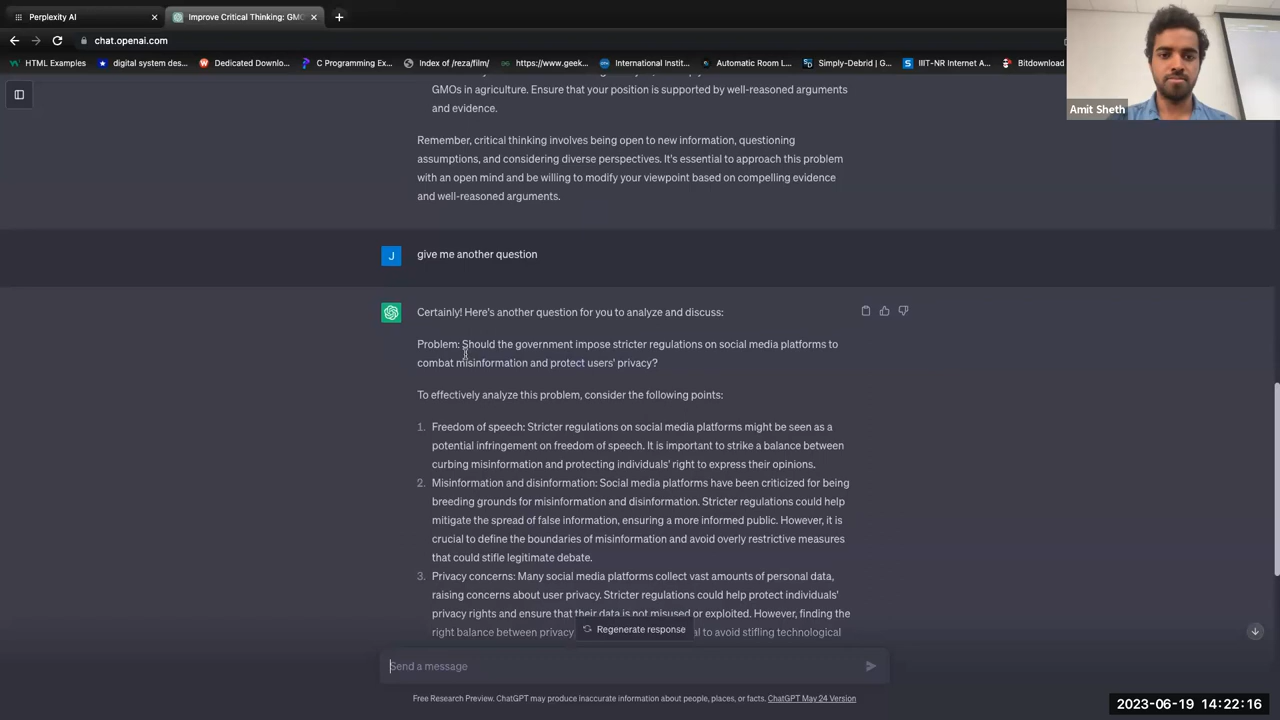 Perplexity AI
Improve Critical Thinking: GMO
chat.openai.com
HTML Examples
digital system des...
Dedicated Downlo...
C Programming Ex...
Index of /reza/film/
https://www.geek...
International Instit...
Automatic Room L...
Simply-Debrid | G...
IIIT-NR Internet A...
Bitdownload
Amit Sheth
GMOs in agriculture. Ensure that your position is supported by well-reasoned arguments
and evidence.
Remember, critical thinking involves being open to new information, questioning
assumptions, and considering diverse perspectives. It's essential to approach this problem
with an open mind and be willing to modify your viewpoint based on compelling evidence
and well-reasoned arguments.
J
give me another question
Certainly! Here's another question for you to analyze and discuss:
Problem: Should the government impose stricter regulations on social media platforms to
combat misinformation and protect users' privacy?
To effectively analyze this problem, consider the following points:
1. Freedom of speech: Stricter regulations on social media platforms might be seen as a
potential infringement on freedom of speech. It is important to strike a balance between
curbing misinformation and protecting individuals' right to express their opinions.
2. Misinformation and disinformation: Social media platforms have been criticized for being
breeding grounds for misinformation and disinformation. Stricter regulations could help
mitigate the spread of false information, ensuring a more informed public. However, it is
crucial to define the boundaries of misinformation and avoid overly restrictive measures
that could stifle legitimate debate.
3. Privacy concerns: Many social media platforms collect vast amounts of personal data,
raising concerns about user privacy. Stricter regulations could help protect individuals'
privacy rights and ensure that their data is not misused or exploited. However, finding the
right balance between privacy
al to avoid stifling technological
Regenerate response
Send a message
Free Research Preview. ChatGPT may produce inaccurate information about people, places, or facts. ChatGPT May 24 Version
2023-06-19 14:22:16